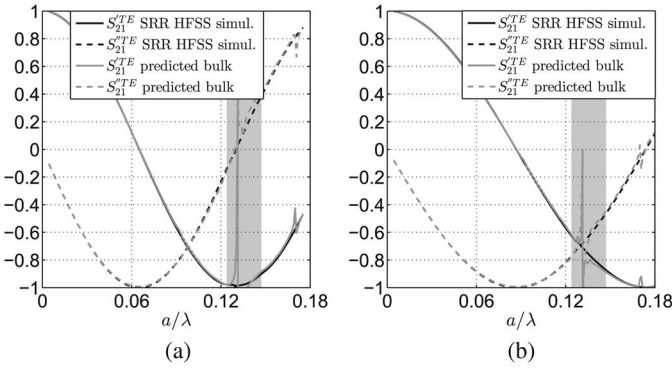 S′TE21 SRR HFSS simul.
S″TE21 SRR HFSS simul.
S′TE21 predicted bulk
S″TE21 predicted bulk
1
0.8
0.6
0.4
0.2
0
−0.2
−0.4
−0.6
−0.8
−1
0 0.06 0.12 0.18
a/λ
(a)
S′TE21 SRR HFSS simul.
S″TE21 SRR HFSS simul.
S′TE21 predicted bulk
S″TE21 predicted bulk
1
0.8
0.6
0.4
0.2
0
−0.2
−0.4
−0.6
−0.8
−1
0 0.06 0.12 0.18
a/λ
(b)